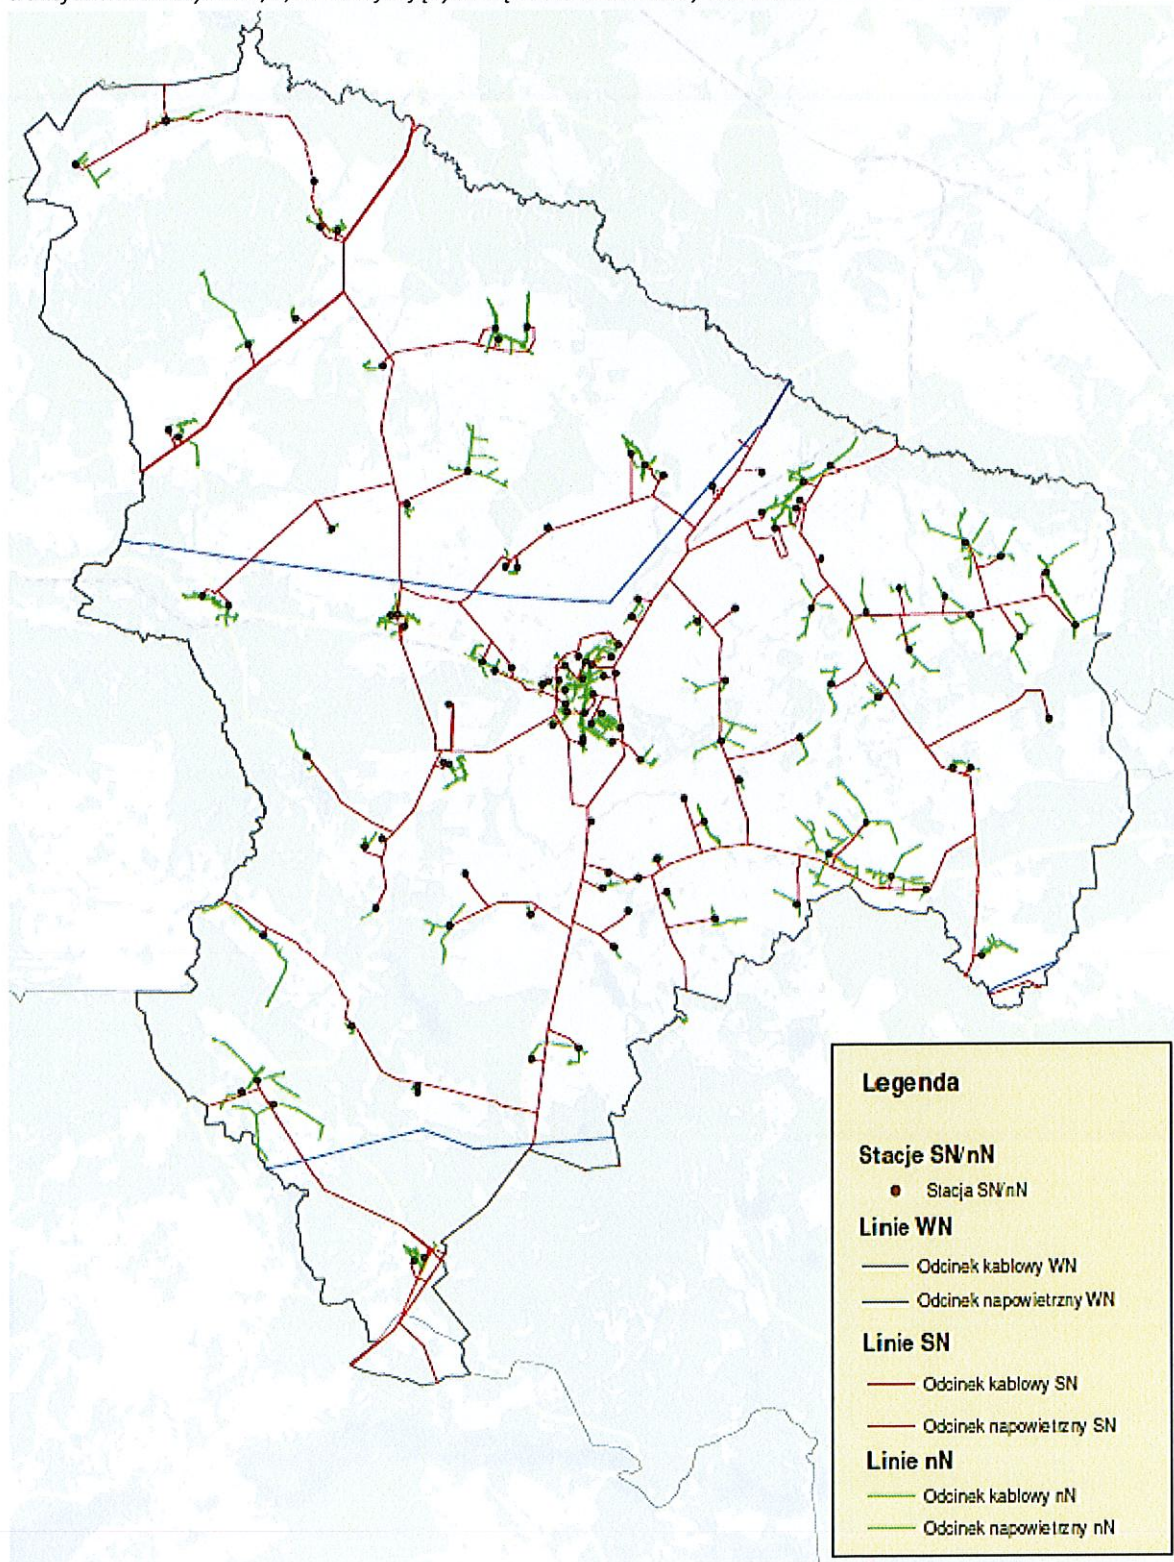 Legenda
Stacje SN/nN
Stacja SN/nN
Linie WN
Odcinek kablowy WN
Odcinek napowietrzny WN
Linie SN
Odcinek kablowy SN
Odcinek napowietrzny SN
Linie nN
Odcinek kablowy nN
Odcinek napowietrzny nN